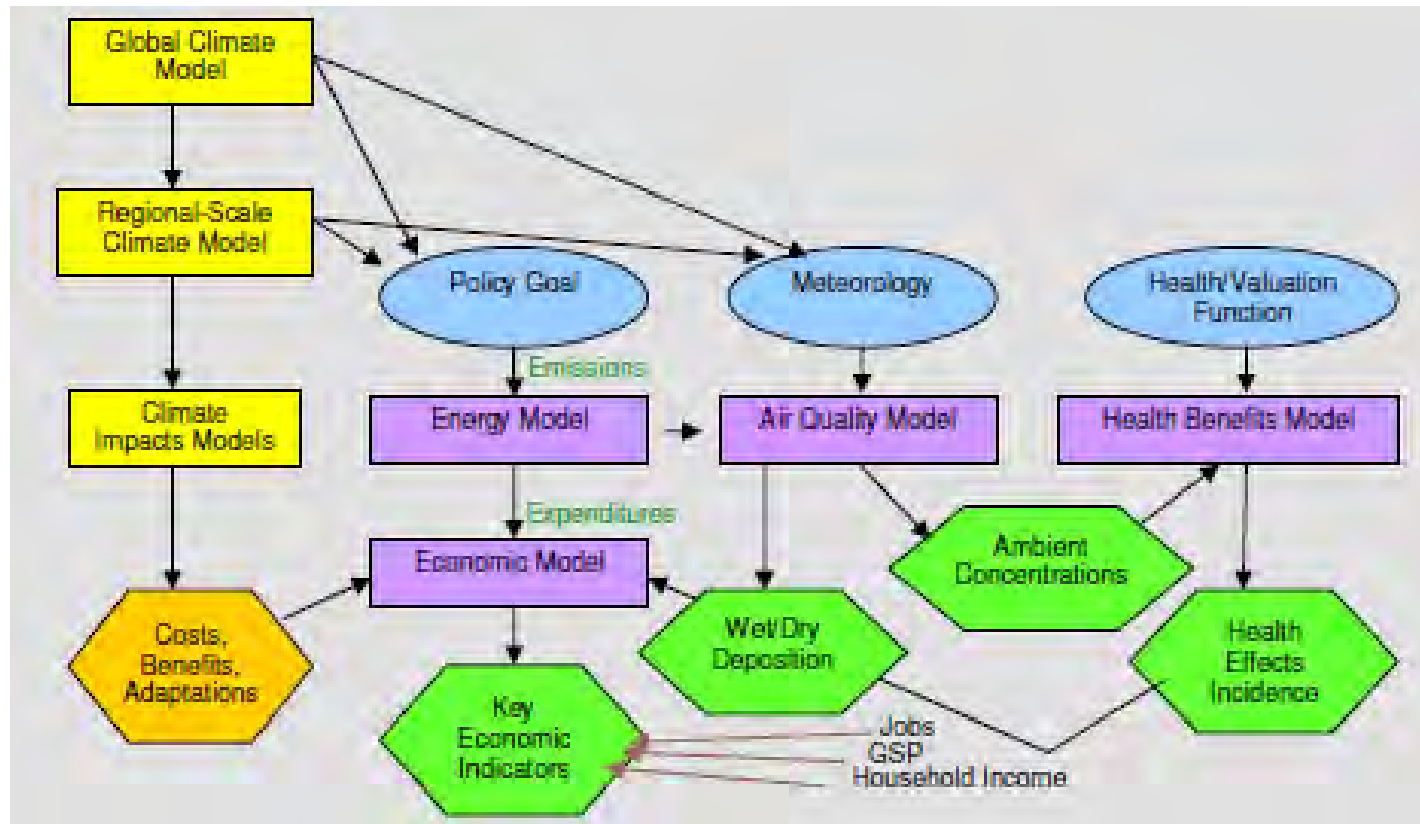 Global Climate
Model
Regional-Scale
Climate Model
Policy Goal
Meteorology
Health/Valuation
Function
Emissions
Climate
Impacts Models
Energy Model
Air Quality Model
Health Benefits Model
Expenditures
Economic Model
Ambient
Concentrations
Costs,
Benefits,
Adaptations
Wet/Dry
Deposition
Health
Effects
Incidence
Key
Economic
Indicators
Jobs
GSP
Household Income